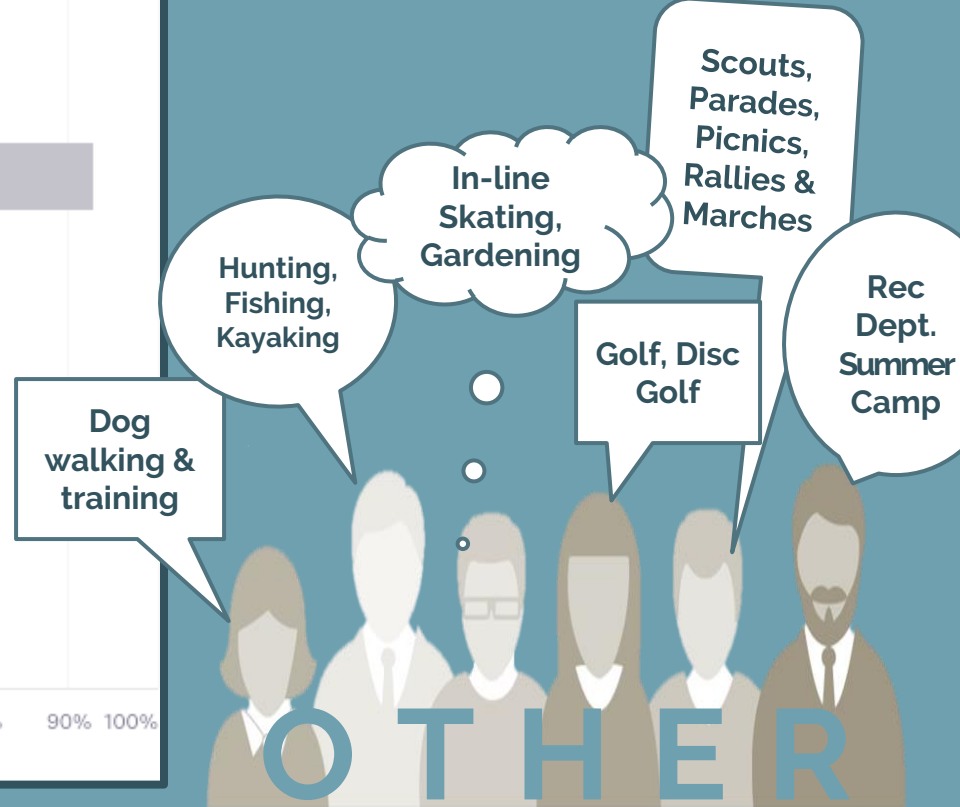 Scouts,
Parades,
Picnics,
Rallies &
Marches
In-line
Skating,
Gardening
Hunting,
Fishing,
Kayaking
Rec
Dept.
Summer
Camp
Golf, Disc
Golf
Dog
walking &
training
90% 100%
OTHER